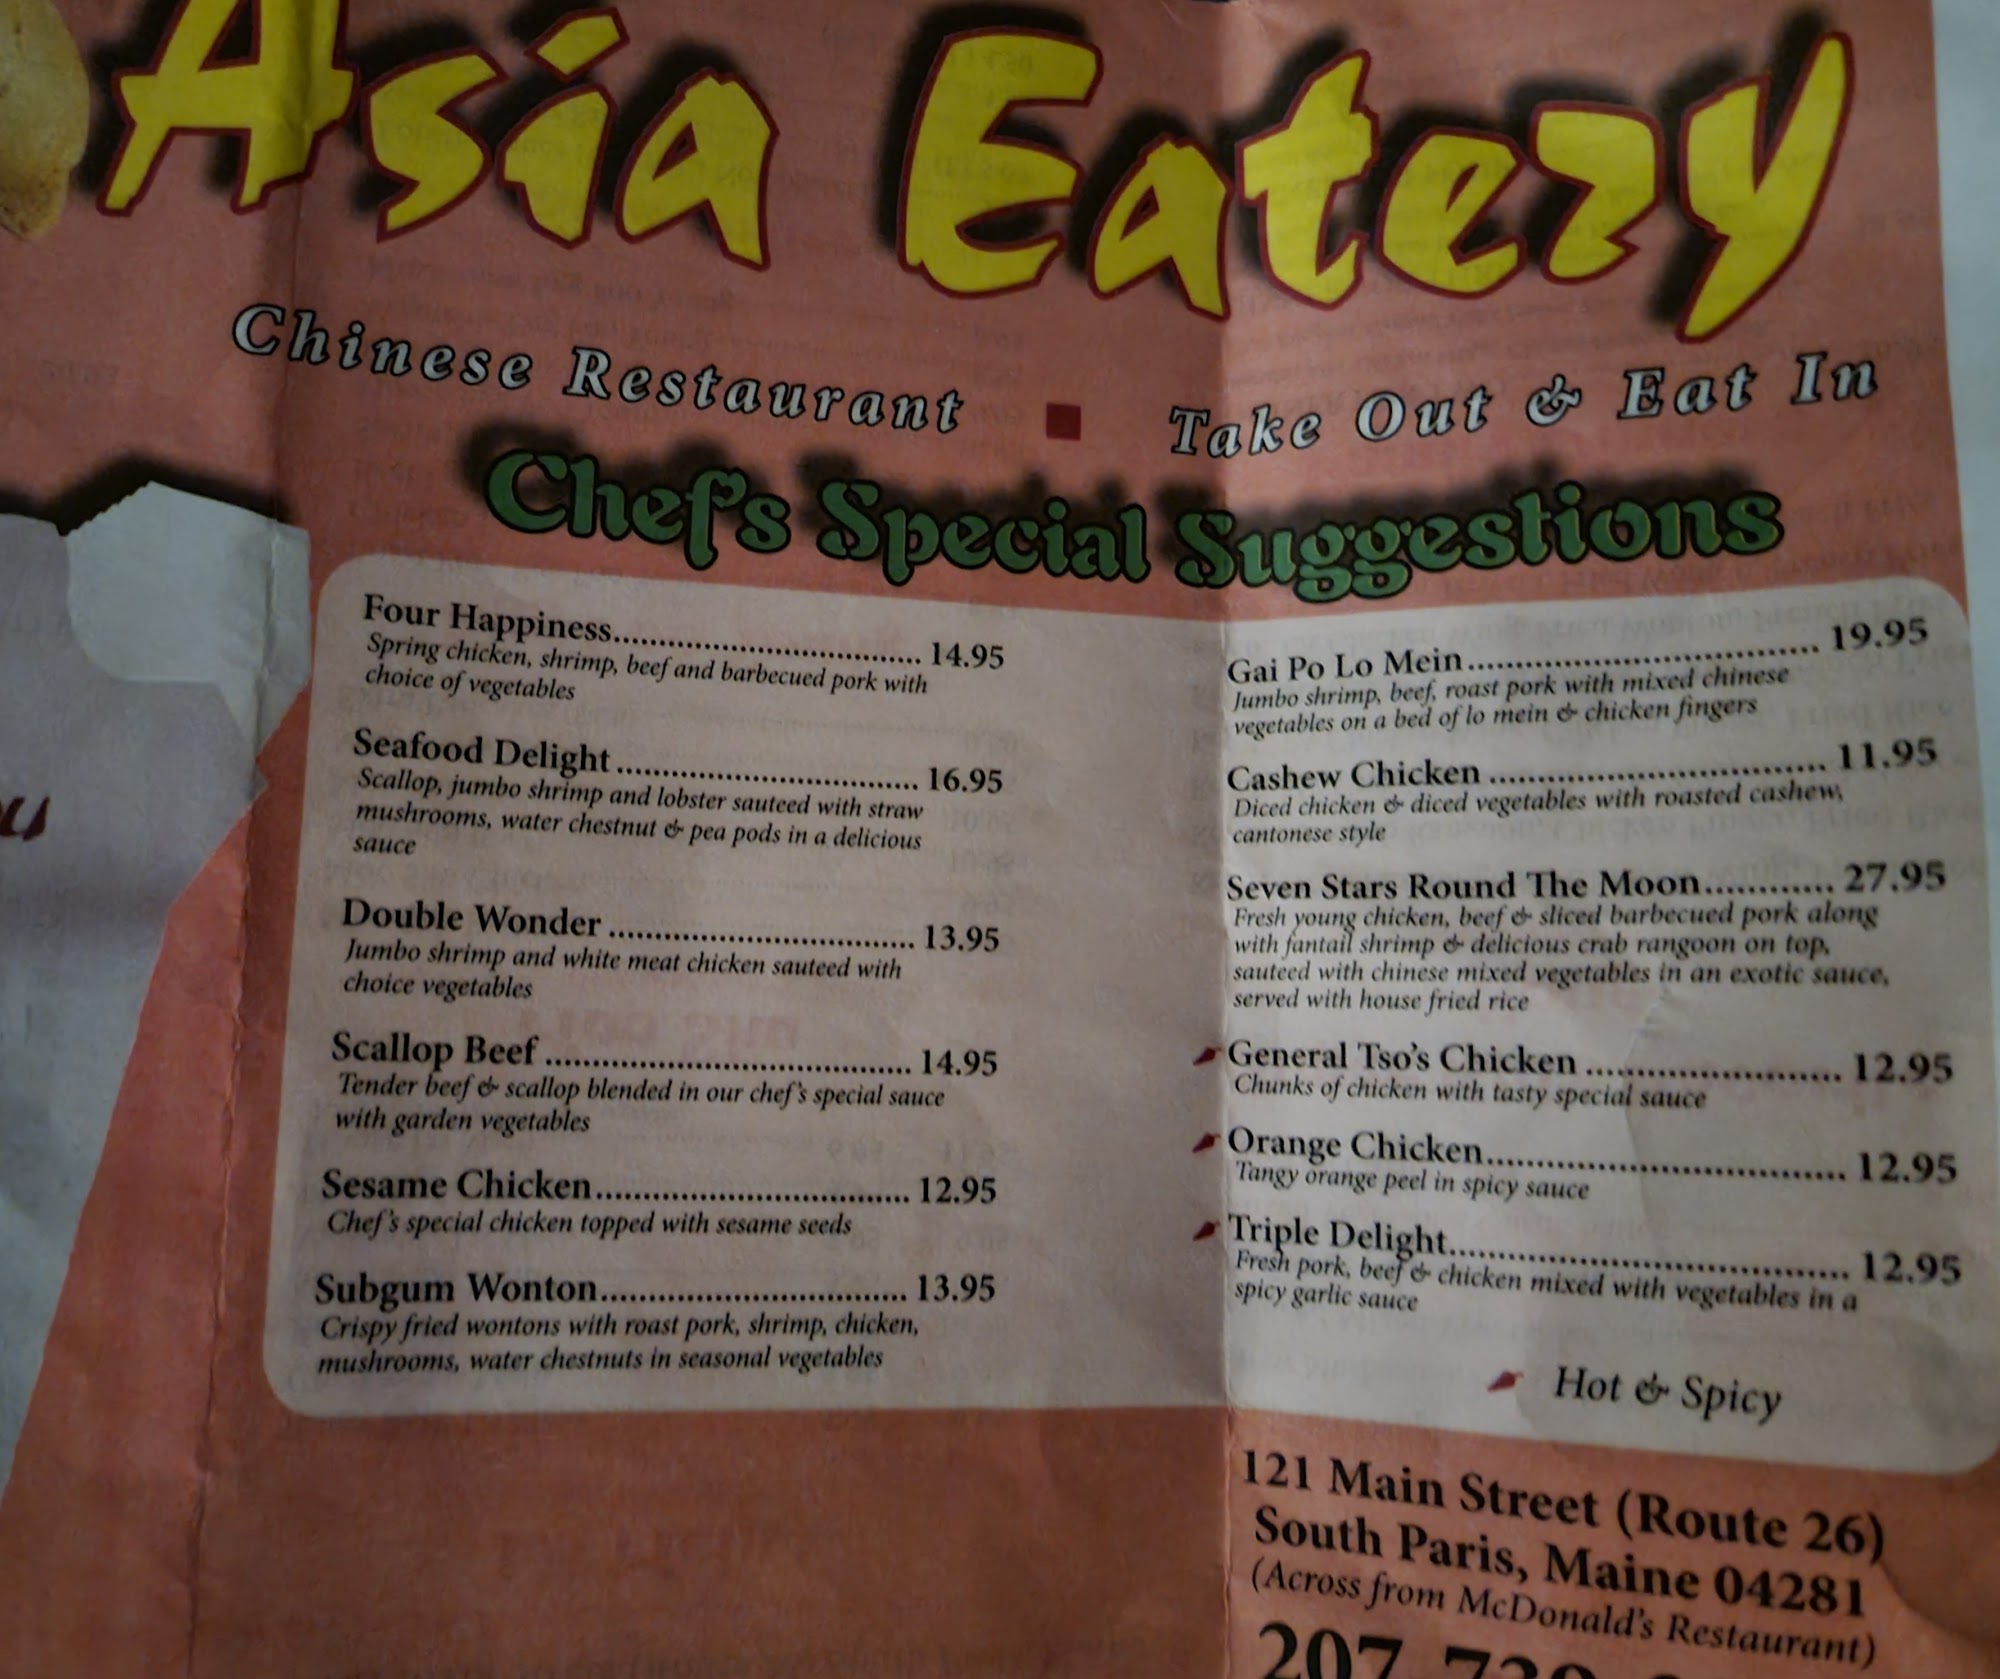 Asia Eatery
Chinese Restaurant ■ Take Out & Eat In
Chef's Special Suggestions
Four Happiness.................................. 14.95
Spring chicken, shrimp, beef and barbecued pork with
choice of vegetables
Seafood Delight ................................ 16.95
Scallop, jumbo shrimp and lobster sauteed with straw
mushrooms, water chestnut & pea pods in a delicious
sauce
Double Wonder ................................ 13.95
Jumbo shrimp and white meat chicken sauteed with
choice vegetables
Scallop Beef ...................................... 14.95
Tender beef & scallop blended in our chef's special sauce
with garden vegetables
Sesame Chicken................................. 12.95
Chef's special chicken topped with sesame seeds
Subgum Wonton................................ 13.95
Crispy fried wontons with roast pork, shrimp, chicken,
mushrooms, water chestnuts in seasonal vegetables
Gai Po Lo Mein.................................... 19.95
Jumbo shrimp, beef, roast pork with mixed chinese
vegetables on a bed of lo mein & chicken fingers
Cashew Chicken ................................... 11.95
Diced chicken & diced vegetables with roasted cashew,
cantonese style
Seven Stars Round The Moon............. 27.95
Fresh young chicken, beef & sliced barbecued pork along
with fantail shrimp & delicious crab rangoon on top,
sauteed with chinese mixed vegetables in an exotic sauce,
served with house fried rice
General Tso's Chicken ......................... 12.95
Chunks of chicken with tasty special sauce
Orange Chicken.................................... 12.95
Tangy orange peel in spicy sauce
Triple Delight........................................ 12.95
Fresh pork, beef & chicken mixed with vegetables in a
spicy garlic sauce
Hot & Spicy
121 Main Street (Route 26)
South Paris, Maine 04281
(Across from McDonald's Restaurant)
207-739